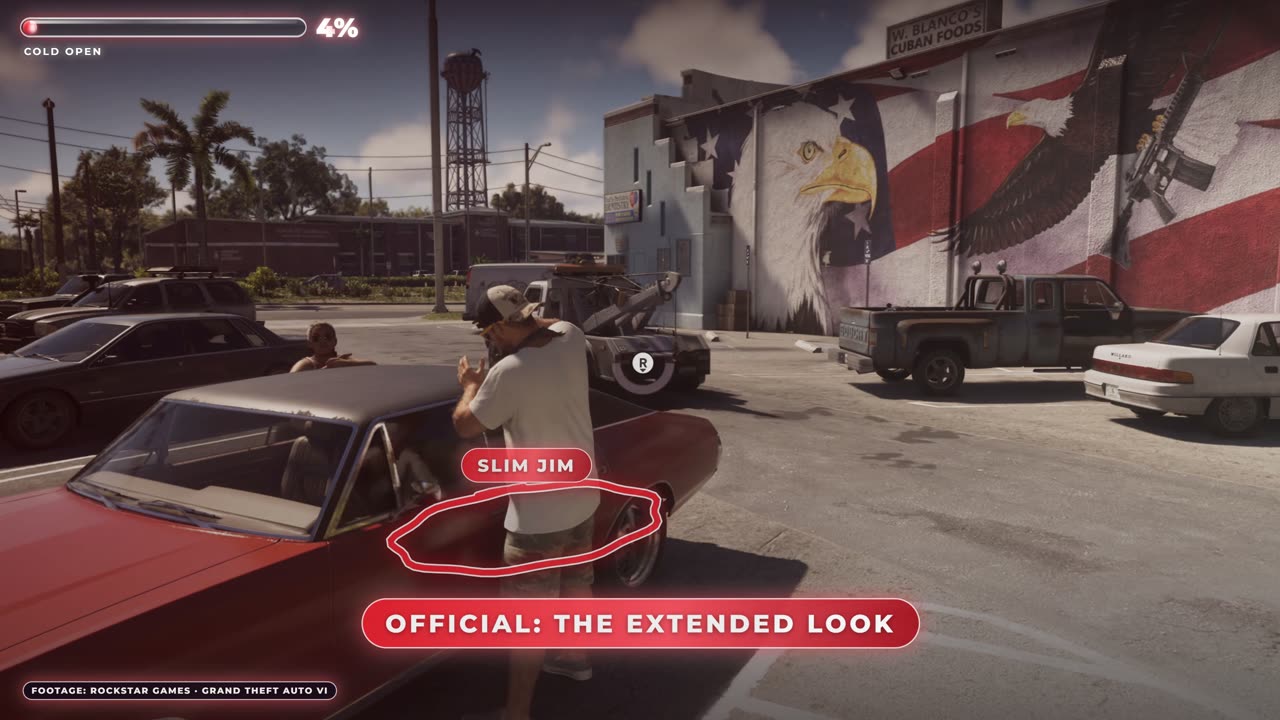 4%
COLD OPEN
W. BLANCO'S
CUBAN FOODS
R
SLIM JIM
OFFICIAL: THE EXTENDED LOOK
FOOTAGE: ROCKSTAR GAMES · GRAND THEFT AUTO VI